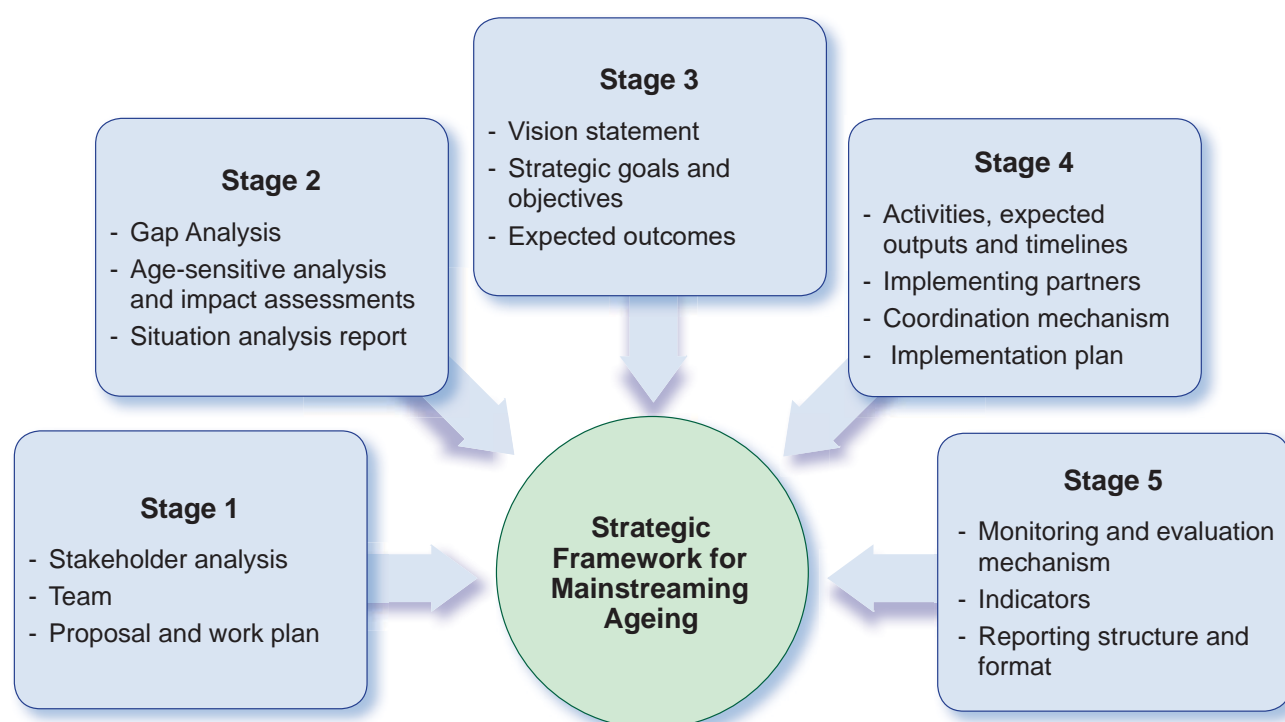 Stage 1
- Stakeholder analysis
- Team
- Proposal and work plan
Stage 2
- Gap Analysis
- Age-sensitive analysis
and impact assessments
- Situation analysis report
Stage 3
- Vision statement
- Strategic goals and
objectives
- Expected outcomes
Stage 4
- Activities, expected
outputs and timelines
- Implementing partners
- Coordination mechanism
- Implementation plan
Stage 5
- Monitoring and evaluation
mechanism
- Indicators
- Reporting structure and
format
Strategic
Framework for
Mainstreaming
Ageing